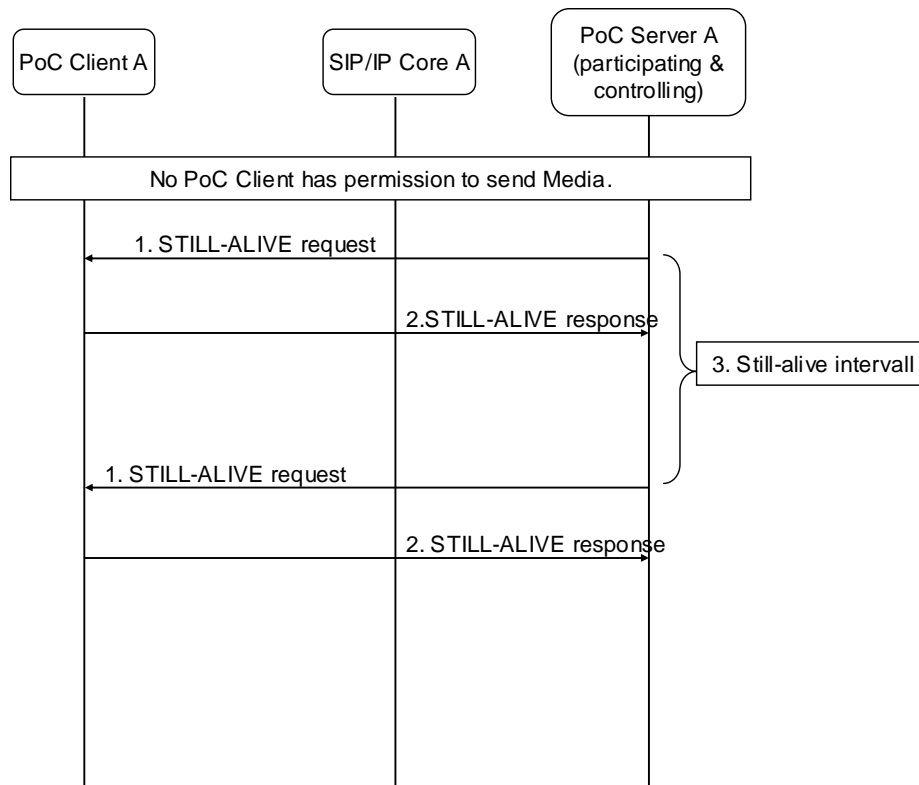 PoC Client A
SIP/IP Core A
PoC Server A
(participating &
controlling)
No PoC Client has permission to send Media.
1. STILL-ALIVE request
2.STILL-ALIVE response
3. Still-alive intervall
1. STILL-ALIVE request
2. STILL-ALIVE response